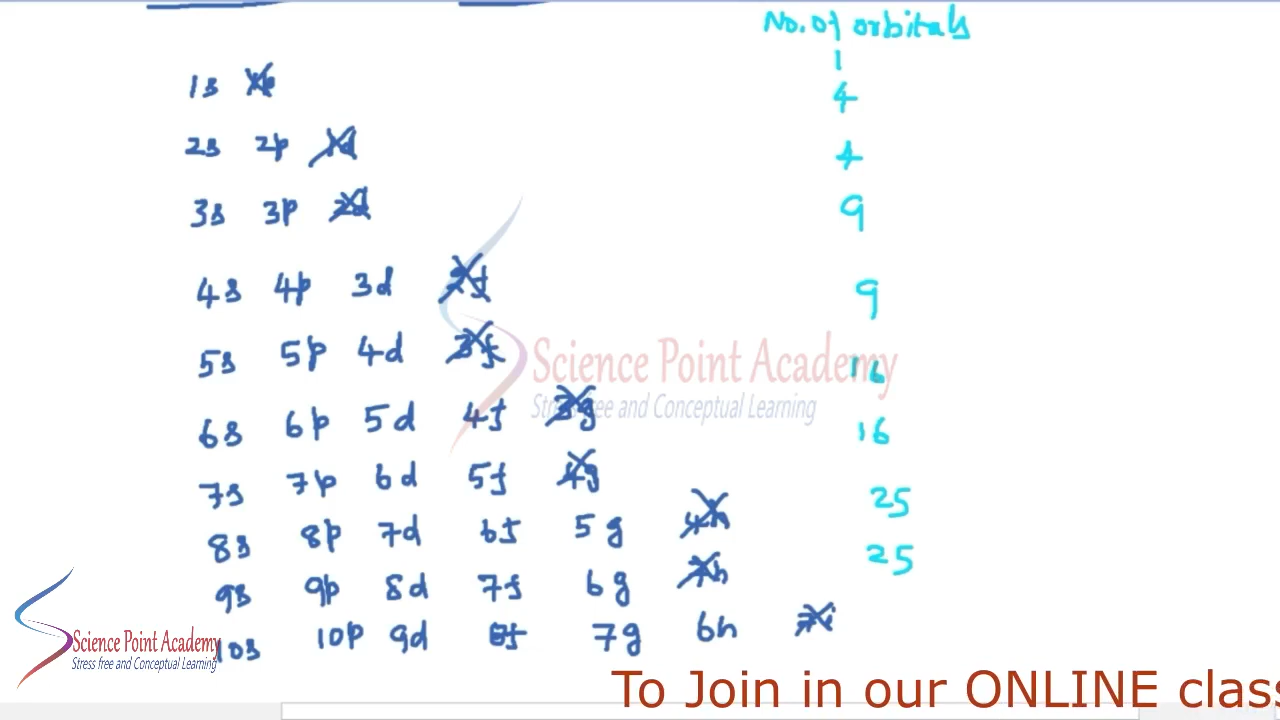 No. of orbitals
1
1s
4
2s 2p
4
3s 3p
9
4s 4p 3d
9
5s 5p 4d
16
6s 6p 5d 4f
16
7s 7p 6d 5f
25
8s 8p 7d 6f 5g
25
9s 9p 8d 7f 6g
10s 10p 9d 7g 6h
Science Point Academy
Stress free and Conceptual Learning
Science Point Academy
Stress free and Conceptual Learning
To Join in our ONLINE class